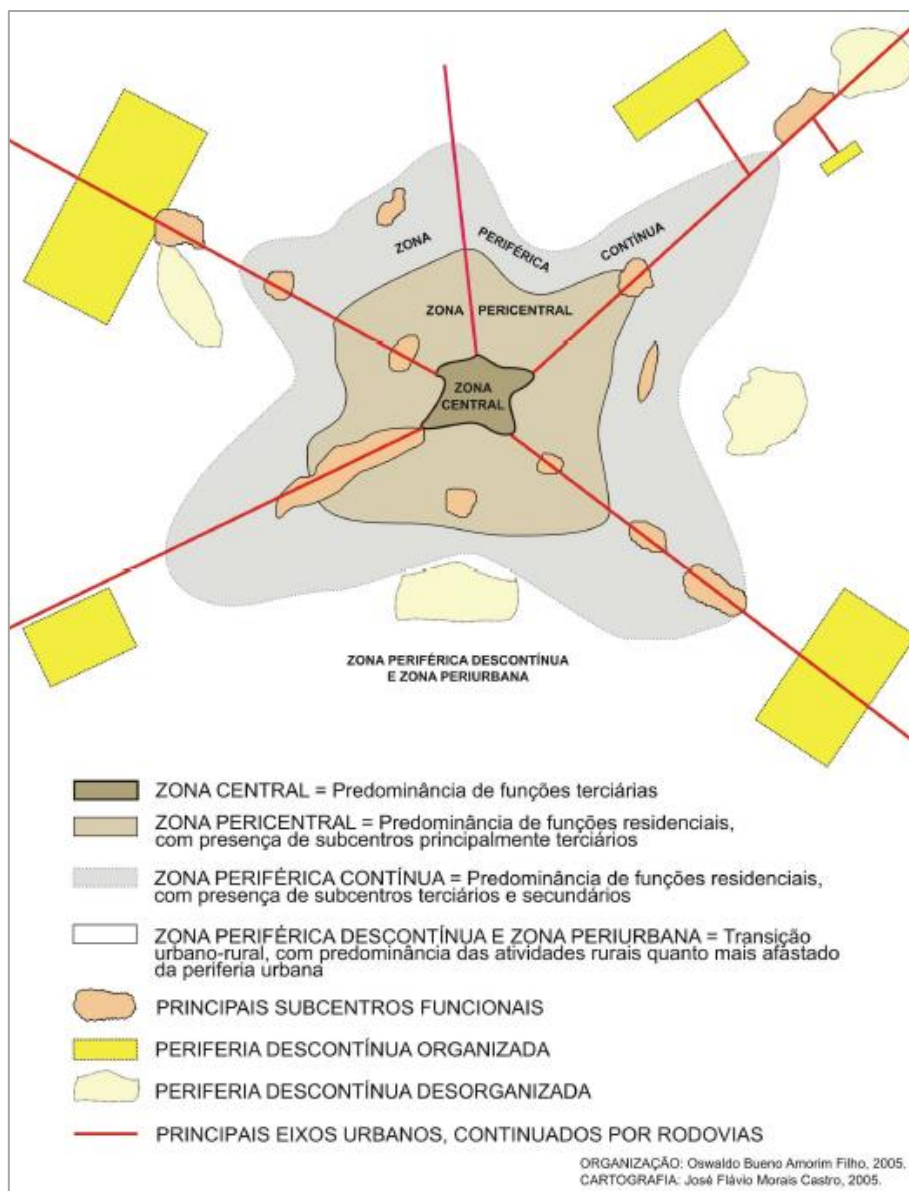 ZONA
PERIFÉRICA
CONTÍNUA
ZONA PERICENTRAL
ZONA
CENTRAL
ZONA PERIFÉRICA DESCONTÍNUA
E ZONA PERIURBANA
ZONA CENTRAL = Predominância de funções terciárias
ZONA PERICENTRAL = Predominância de funções residenciais,
com presença de subcentros principalmente terciários
ZONA PERIFÉRICA CONTÍNUA = Predominância de funções residenciais,
com presença de subcentros terciários e secundários
ZONA PERIFÉRICA DESCONTÍNUA E ZONA PERIURBANA = Transição
urbano-rural, com predominância das atividades rurais quanto mais afastado
da periferia urbana
PRINCIPAIS SUBCENTROS FUNCIONAIS
PERIFERIA DESCONTÍNUA ORGANIZADA
PERIFERIA DESCONTÍNUA DESORGANIZADA
PRINCIPAIS EIXOS URBANOS, CONTINUADOS POR RODOVIAS
ORGANIZAÇÃO: Oswaldo Bueno Amorim Filho, 2005.
CARTOGRAFIA: José Flávio Morais Castro, 2005.